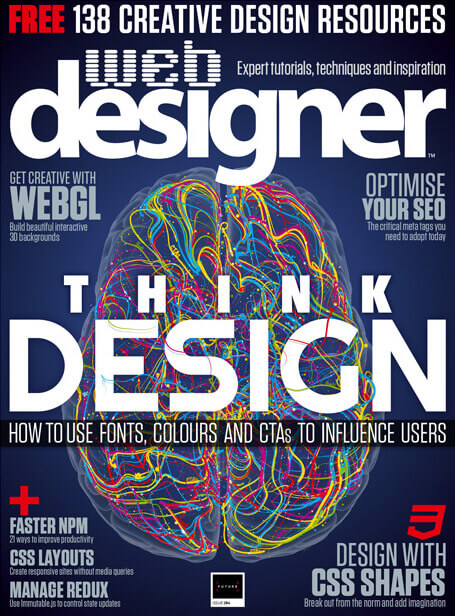 FREE 138 CREATIVE DESIGN RESOURCES
web
Expert tutorials, techniques and inspiration
designer
TM
GET CREATIVE WITH
WEBGL
Build beautiful interactive
3D backgrounds
OPTIMISE
YOUR SEO
The critical meta tags you
need to adopt today
THINK
DESIGN
HOW TO USE FONTS, COLOURS AND CTAs TO INFLUENCE USERS
+
FASTER NPM
21 ways to improve productivity
CSS LAYOUTS
Create responsive sites without media queries
MANAGE REDUX
Use Immutable.js to control state updates
FUTURE
ISSUE 284
3
DESIGN WITH
CSS SHAPES
Break out from the norm and add imagination